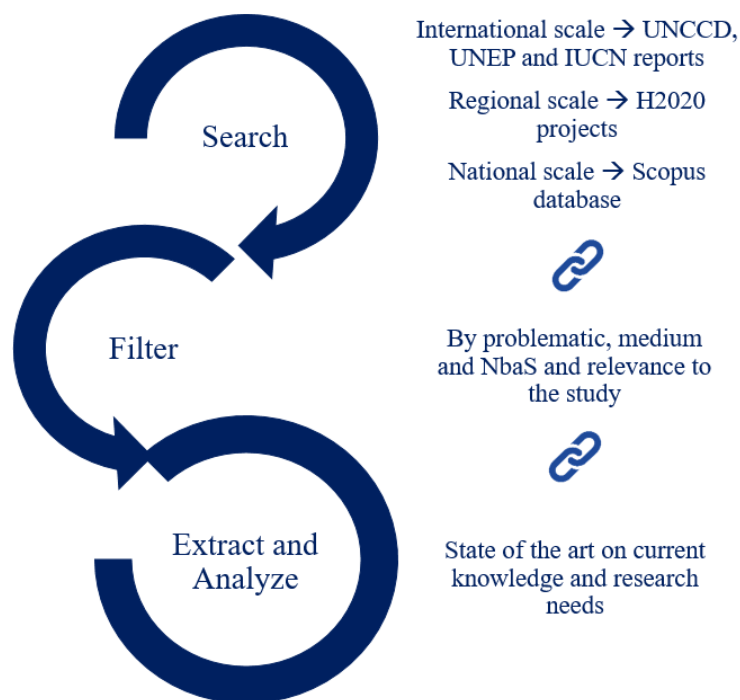 International scale → UNCCD,
UNEP and IUCN reports
Regional scale → H2020
projects
National scale → Scopus
database
Search
By problematic, medium
and NbaS and relevance to
the study
Filter
State of the art on current
knowledge and research
needs
Extract and
Analyze